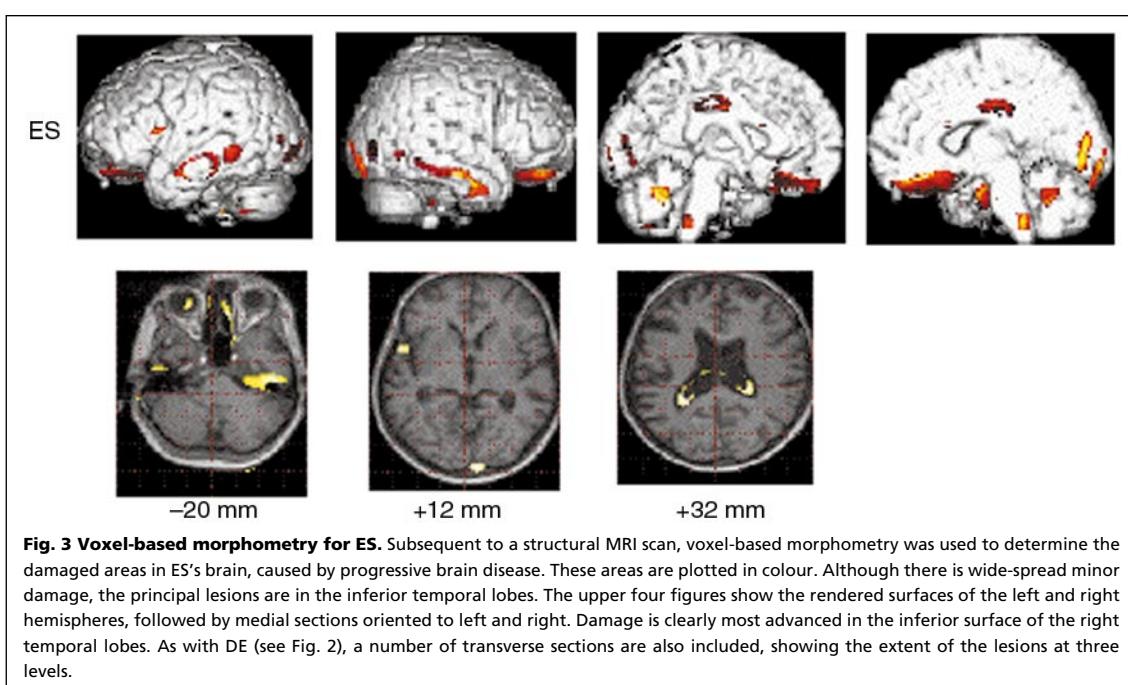 ES
–20 mm
+12 mm
+32 mm
Fig. 3 Voxel-based morphometry for ES. Subsequent to a structural MRI scan, voxel-based morphometry was used to determine the
damaged areas in ES’s brain, caused by progressive brain disease. These areas are plotted in colour. Although there is wide-spread minor
damage, the principal lesions are in the inferior temporal lobes. The upper four figures show the rendered surfaces of the left and right
hemispheres, followed by medial sections oriented to left and right. Damage is clearly most advanced in the inferior surface of the right
temporal lobes. As with DE (see Fig. 2), a number of transverse sections are also included, showing the extent of the lesions at three
levels.